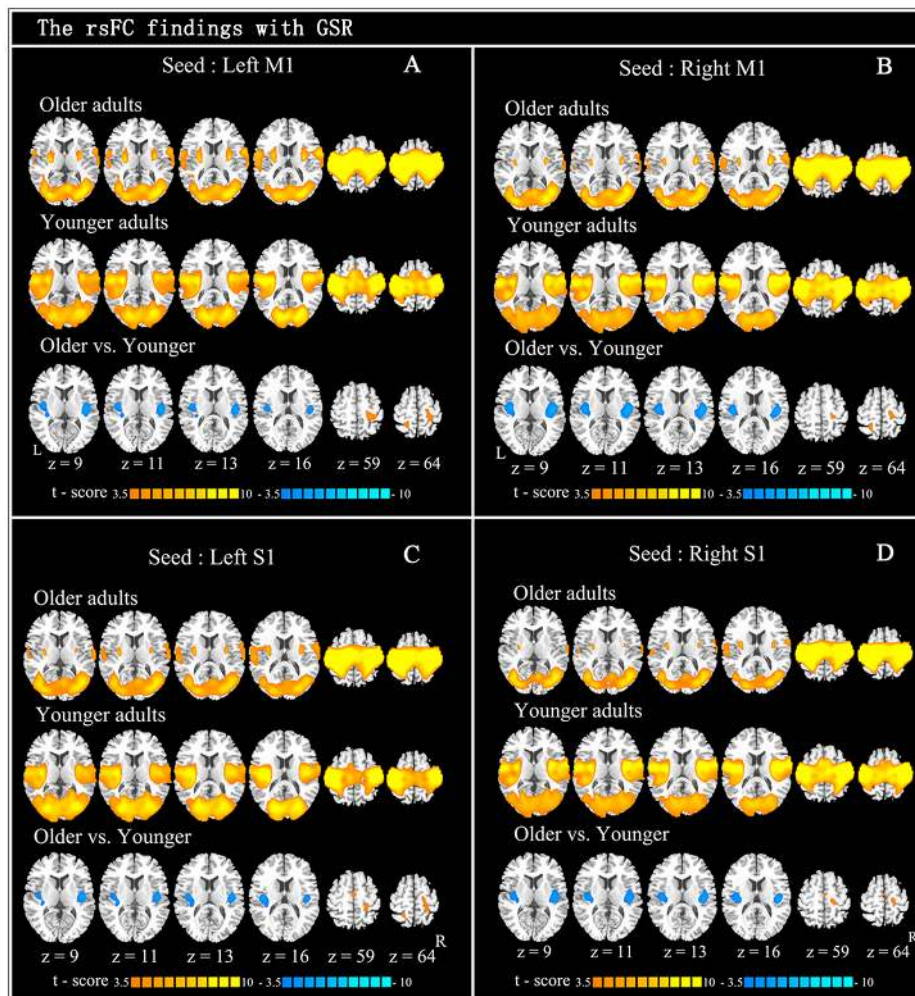 The rsFC findings with GSR
Seed : Left M1
A
Older adults
Younger adults
Older vs. Younger
L
z = 9 z = 11 z = 13 z = 16 z = 59 z = 64
t - score 3.5 10 - 3.5 - 10
Seed : Right M1
B
Older adults
Younger adults
Older vs. Younger
L
z = 9 z = 11 z = 13 z = 16 z = 59 z = 64
t - score 3.5 10 - 3.5 - 10
Seed : Left S1
C
Older adults
Younger adults
Older vs. Younger
R
z = 9 z = 11 z = 13 z = 16 z = 59 z = 64
t - score 3.5 10 - 3.5 - 10
Seed : Right S1
D
Older adults
Younger adults
Older vs. Younger
R
z = 9 z = 11 z = 13 z = 16 z = 59 z = 64
t - score 3.5 10 - 3.5 - 10